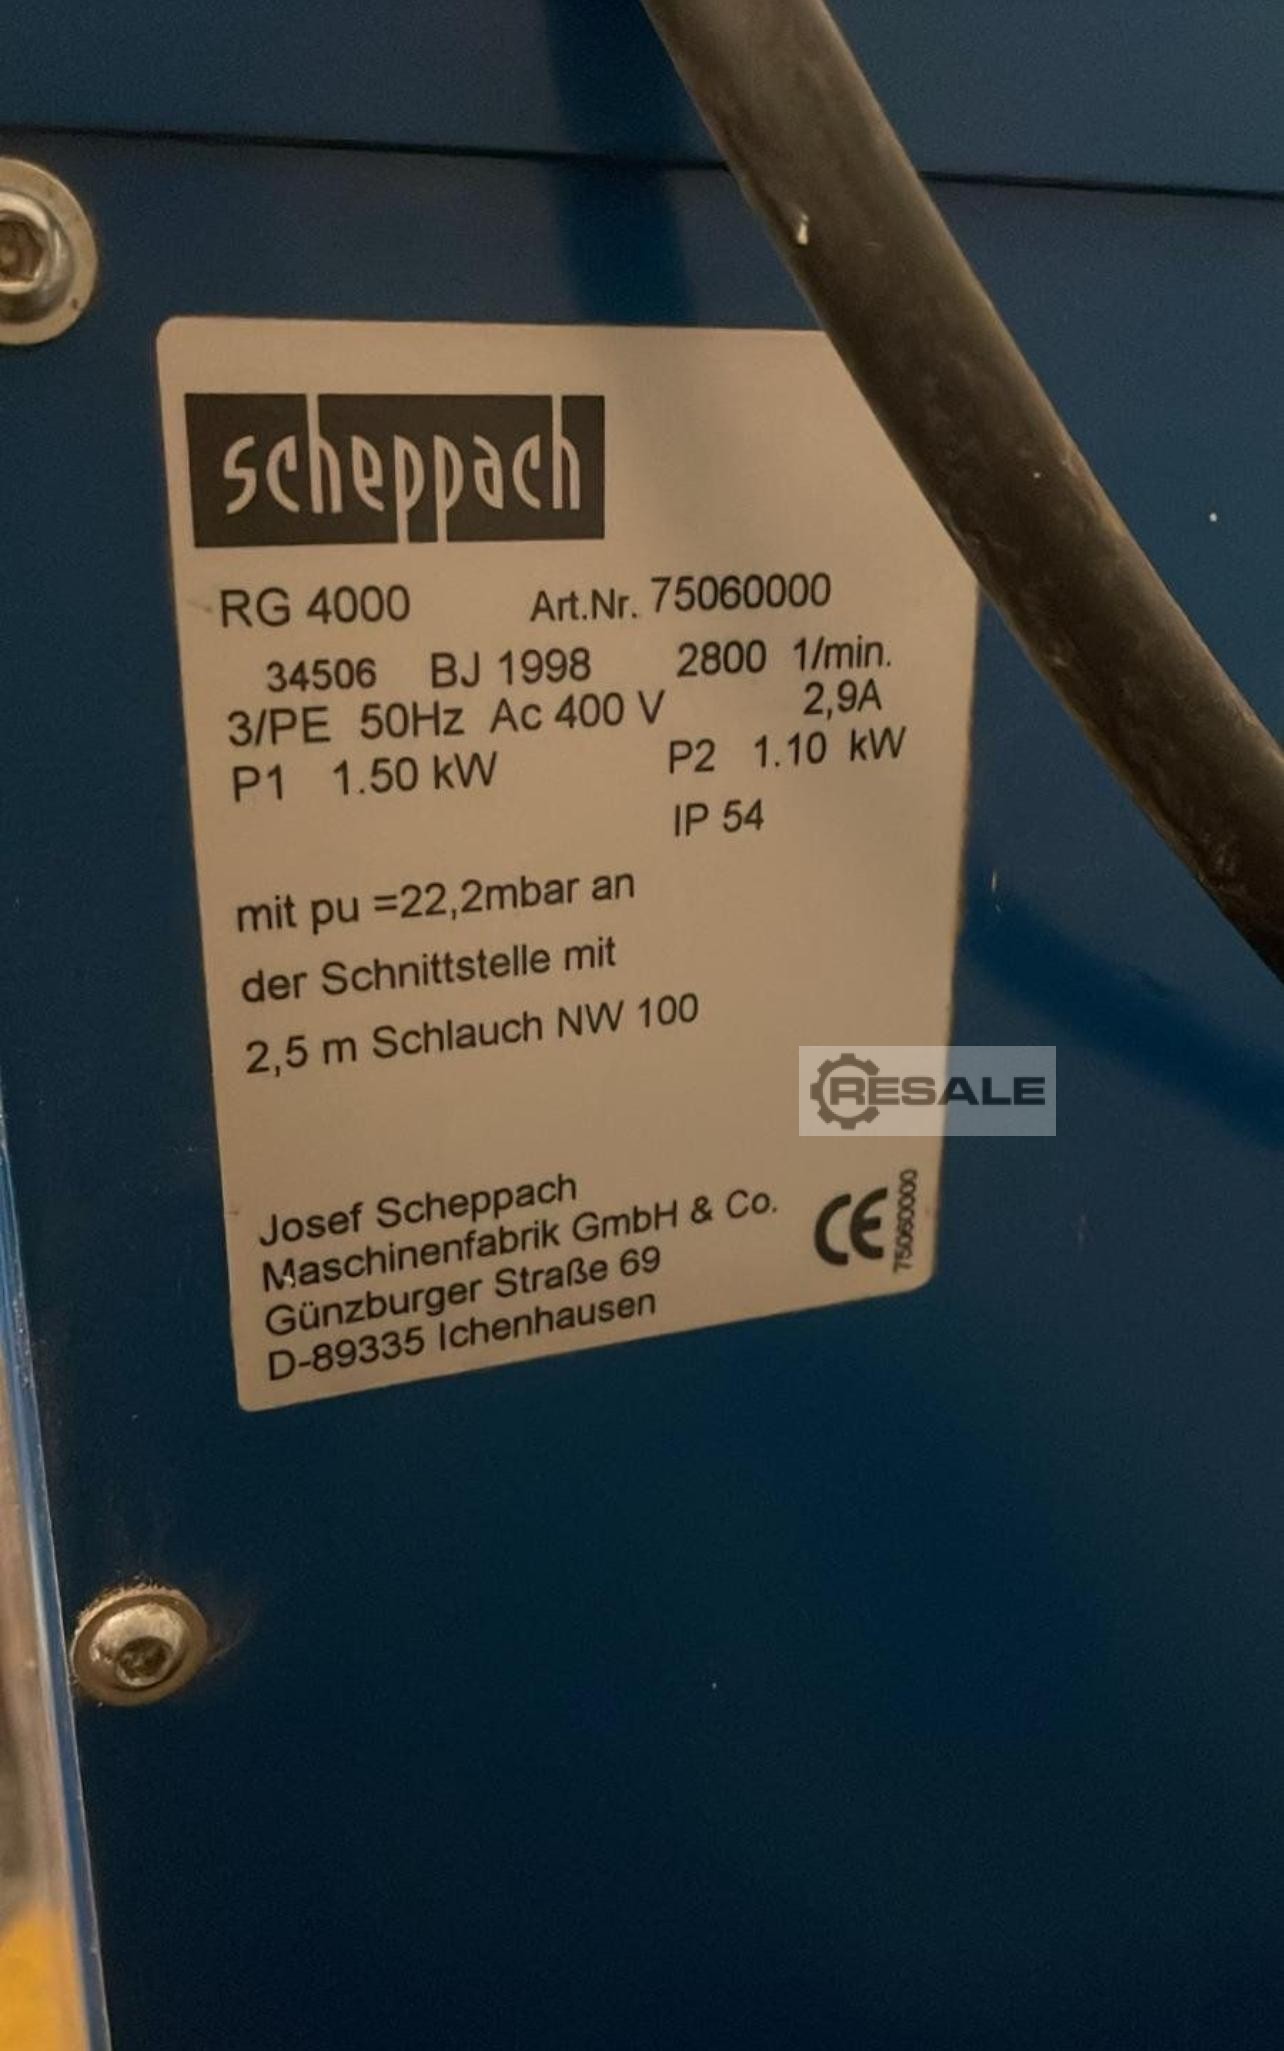 scheppach
RG 4000 Art.Nr. 75060000
34506 BJ 1998 2800 1/min.
3/PE 50Hz Ac 400 V 2,9A
P1 1.50 kW P2 1.10 kW
IP 54
mit pu =22,2mbar an
der Schnittstelle mit
2,5 m Schlauch NW 100
RESALE
Josef Scheppach
Maschinenfabrik GmbH & Co.
Günzburger Straße 69
D-89335 Ichenhausen
CE
75060000